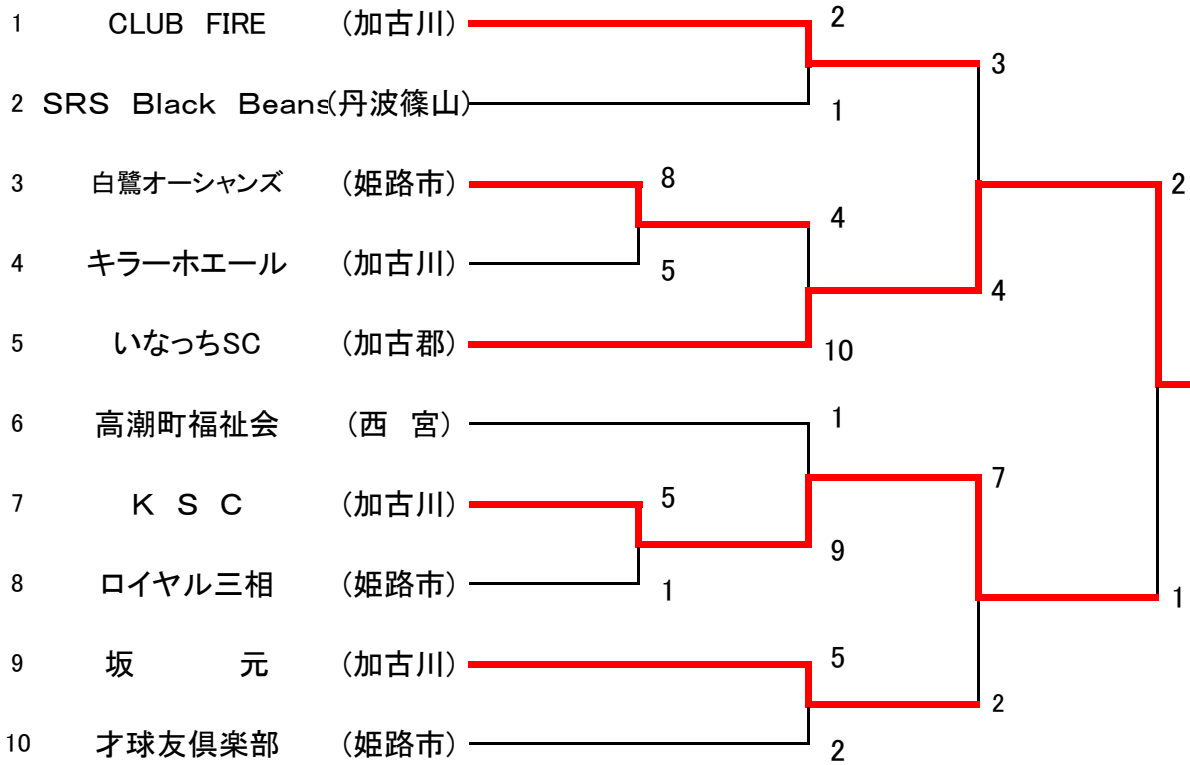 1 CLUB FIRE (加古川) 2
3
2 SRS Black Beans(丹波篠山) 1
3 白鷺オーシャンズ (姫路市) 8
2
4
4 キラーホエール (加古川) 5
4
5 いなっちSC (加古郡) 10
6 高潮町福祉会 (西 宮) 1
7
7 K S C (加古川) 5
9
8 ロイヤル三相 (姫路市) 1
1
9 坂 元 (加古川) 5
2
10 才球友倶楽部 (姫路市) 2